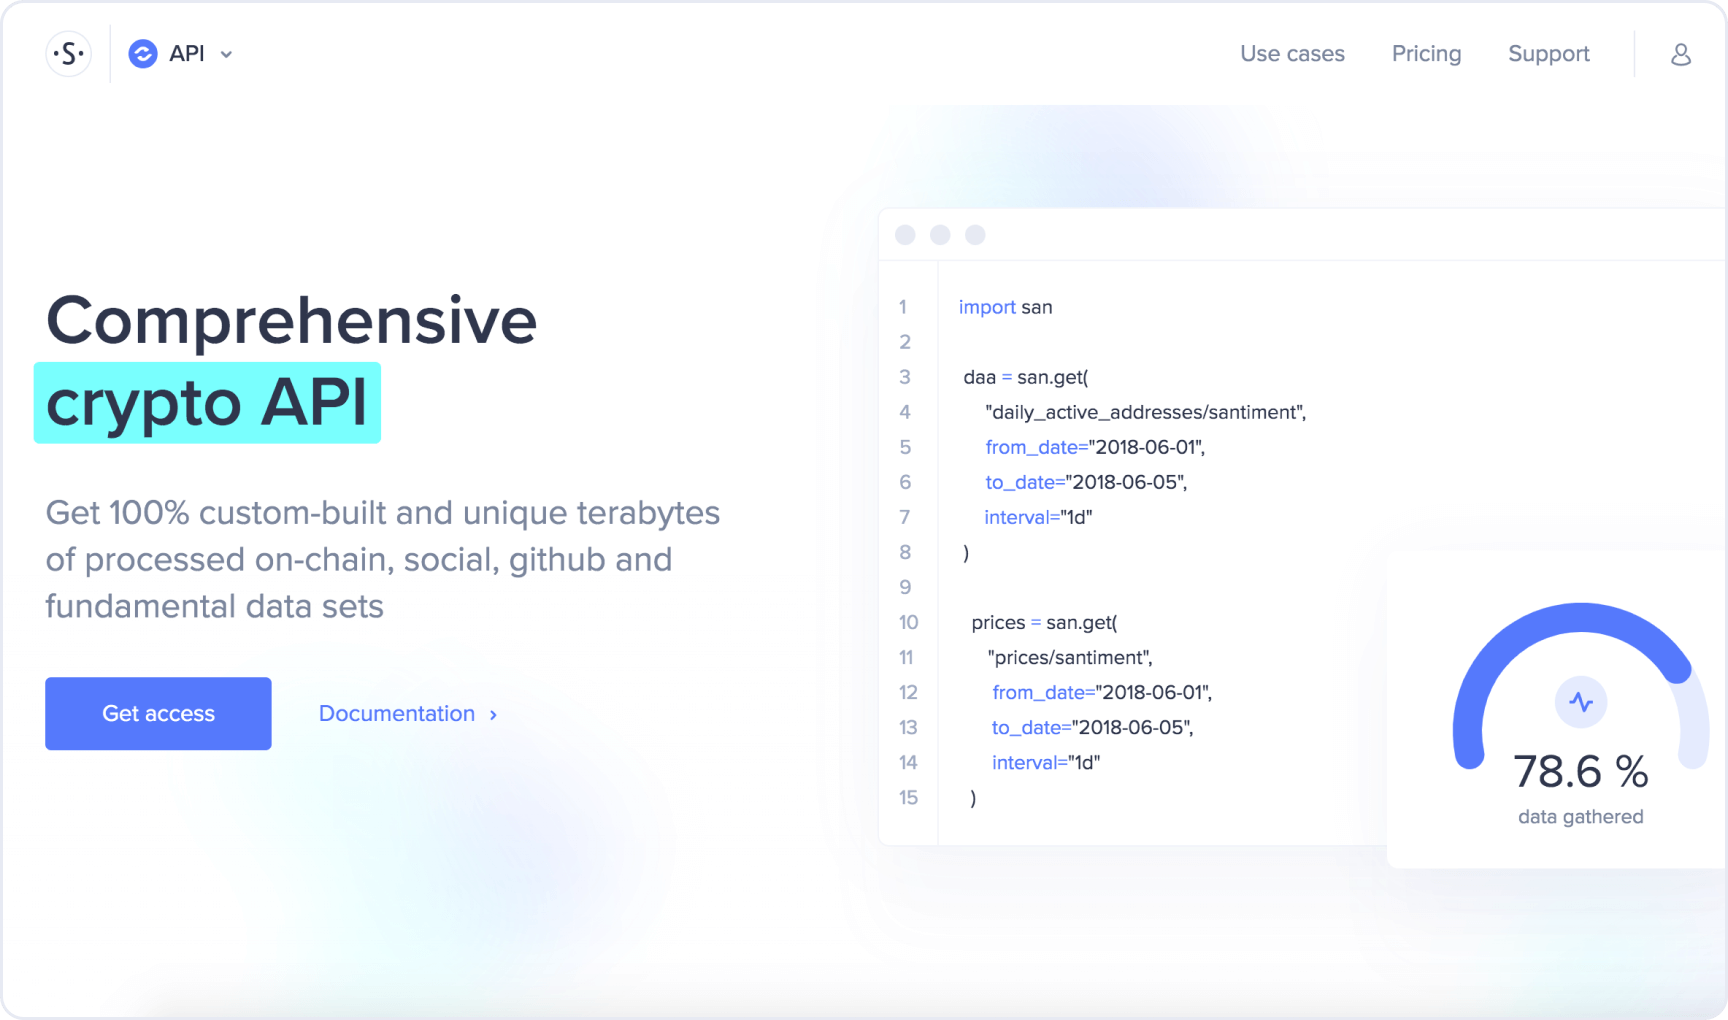 ·S·
API
Use cases
Pricing
Support
Comprehensive
crypto API
Get 100% custom-built and unique terabytes
of processed on-chain, social, github and
fundamental data sets
Get access
Documentation ›
1 import san
2
3 daa = san.get(
4 "daily_active_addresses/santiment",
5 from_date="2018-06-01",
6 to_date="2018-06-05",
7 interval="1d"
8 )
9
10 prices = san.get(
11 "prices/santiment",
12 from_date="2018-06-01",
13 to_date="2018-06-05",
14 interval="1d"
15 )
78.6 %
data gathered